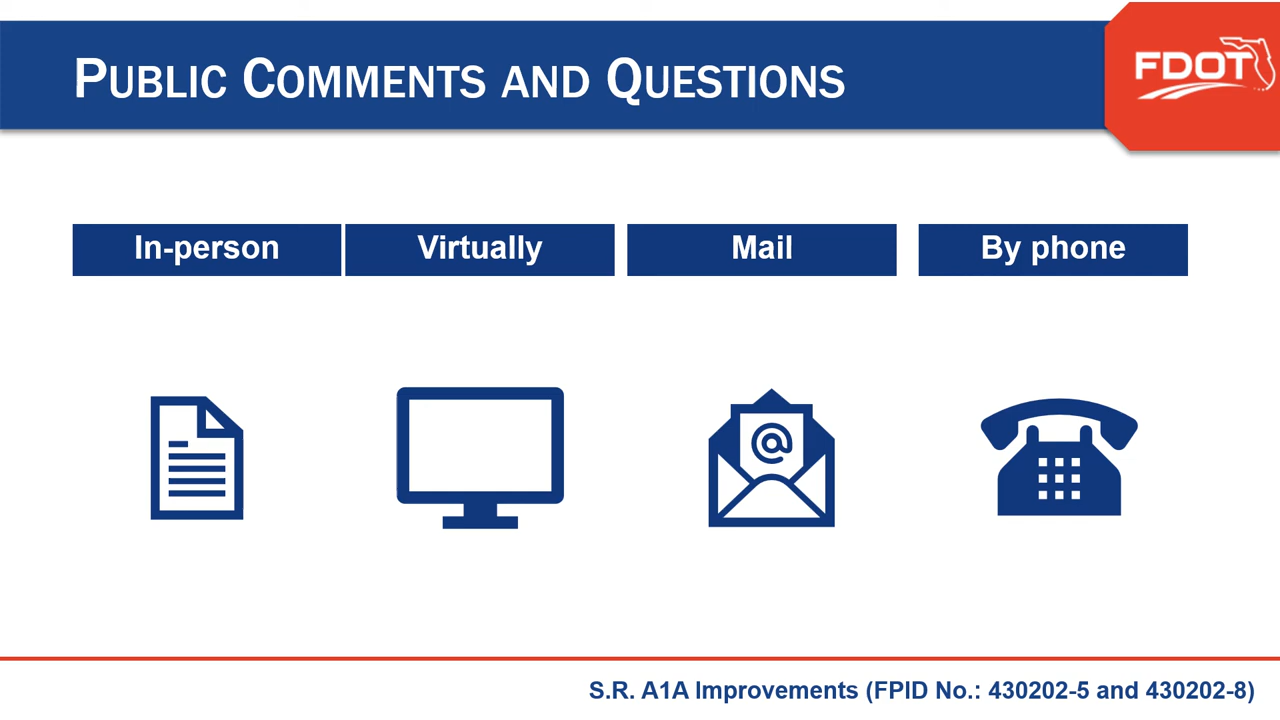 PUBLIC COMMENTS AND QUESTIONS
FDOT
In-person
Virtually
Mail
By phone
@
S.R. A1A Improvements (FPID No.: 430202-5 and 430202-8)